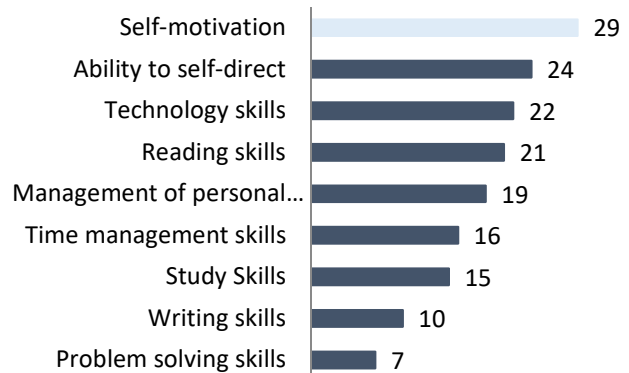 Self-motivation 29
Ability to self-direct 24
Technology skills 22
Reading skills 21
Management of personal… 19
Time management skills 16
Study Skills 15
Writing skills 10
Problem solving skills 7